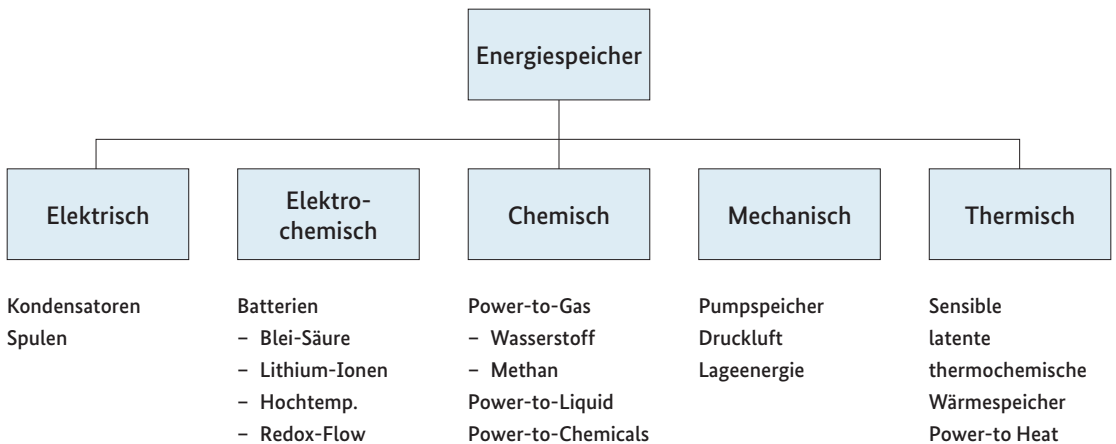 Energiespeicher
Elektrisch
Elektro-
chemisch
Chemisch
Mechanisch
Thermisch
Kondensatoren
Spulen
Batterien
– Blei-Säure
– Lithium-Ionen
– Hochtemp.
– Redox-Flow
Power-to-Gas
– Wasserstoff
– Methan
Power-to-Liquid
Power-to-Chemicals
Pumpspeicher
Druckluft
Lageenergie
Sensible
latente
thermochemische
Wärmespeicher
Power-to Heat